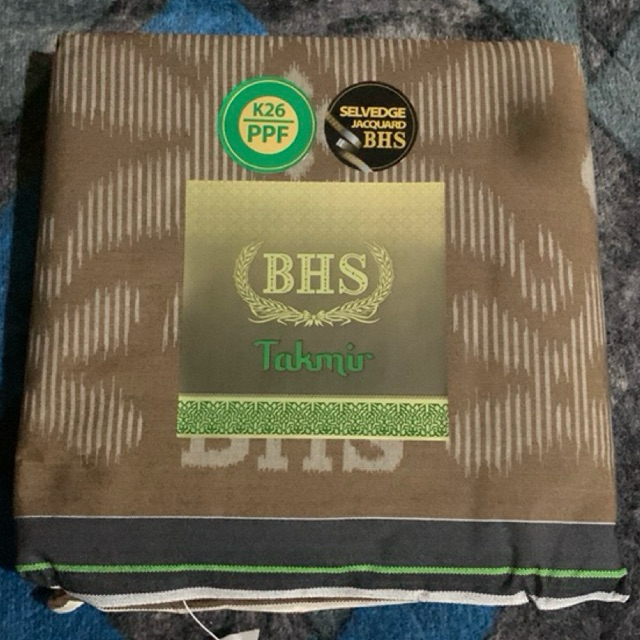 K26
PPF
SELVEDGE
JACQUARD
BHS
BHS
Takmir
BHS